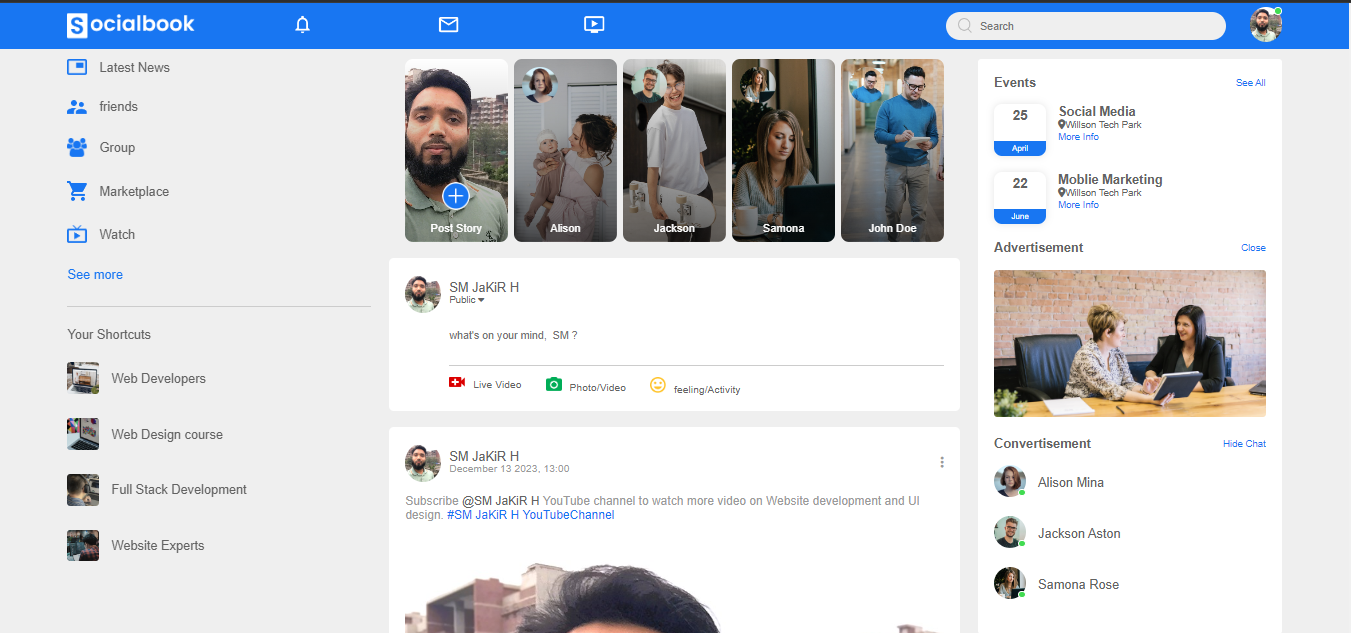 Socialbook
Search
Latest News
friends
Group
Marketplace
Watch
See more
Your Shortcuts
Web Developers
Web Design course
Full Stack Development
Website Experts
Post Story
Alison
Jackson
Samona
John Doe
SM JaKiR H
Public
what's on your mind, SM ?
Live Video
Photo/Video
feeling/Activity
SM JaKiR H
December 13 2023, 13:00
Subscribe @SM JaKiR H YouTube channel to watch more video on Website development and UI
design. #SM JaKiR H YouTubeChannel
Events
See All
25
April
Social Media
Willson Tech Park
More Info
22
June
Moblie Marketing
Willson Tech Park
More Info
Advertisement
Close
Convertisement
Hide Chat
Alison Mina
Jackson Aston
Samona Rose